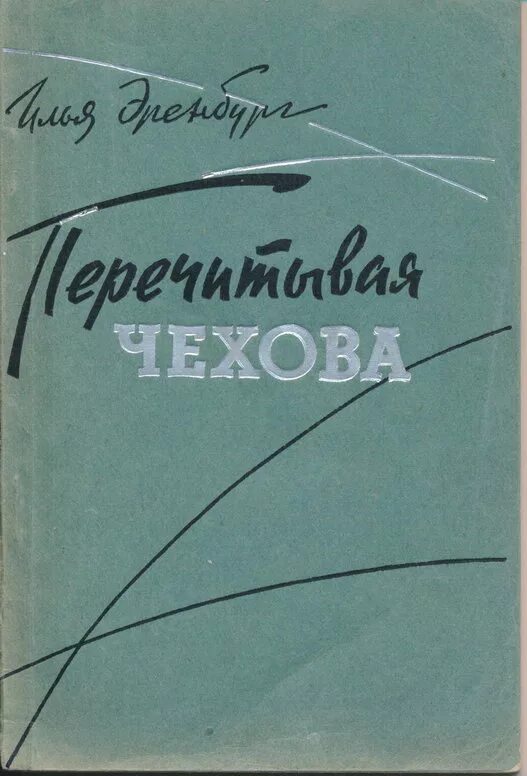 Илья Эренбург
Перечитывая
ЧЕХОВА